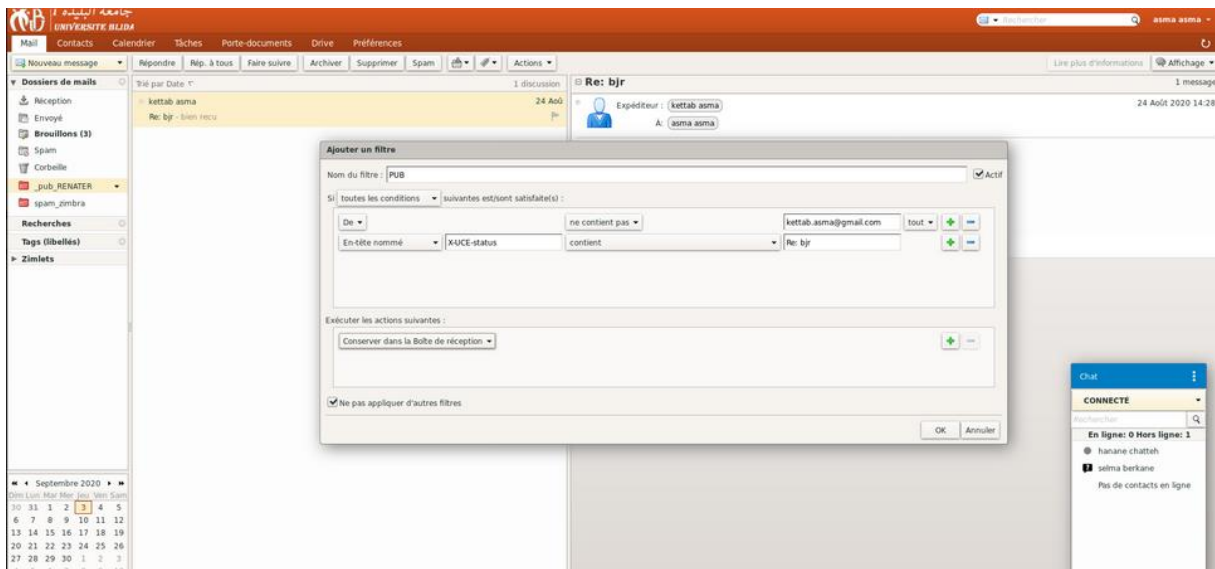 جامعة البليدة 1
UNIVERSITE BLIDA
Rechercher
asma asma
Mail Contacts Calendrier Tâches Porte-documents Drive Préférences
Nouveau message Répondre Rép. à tous Faire suivre Archiver Supprimer Spam Actions Lire plus d'informations Affichage
Dossiers de mails
Réception
Envoyé
Brouillons (3)
Spam
Corbeille
_pub_RENATER
spam_zimbra
Recherches
Tags (libellés)
Zimlets
Trié par Date 1 discussion
kettab asma 24 Aoû
Re: bjr - bien recu
Re: bjr 1 message
Expéditeur : kettab asma 24 Août 2020 14:28
À: asma asma
Ajouter un filtre
Nom du filtre : PUB Actif
Si toutes les conditions suivantes est/sont satisfaite(s) :
De ne contient pas kettab.asma@gmail.com tout
En-tête nommé X-UCE-status contient Re: bjr
Exécuter les actions suivantes :
Conserver dans la Boîte de réception
Ne pas appliquer d'autres filtres
OK Annuler
Chat
CONNECTÉ
Rechercher
En ligne: 0 Hors ligne: 1
hanane chatteh
selma berkane
Pas de contacts en ligne
Septembre 2020
Dim Lun Mar Mer Jeu Ven Sam
30 31 1 2 3 4 5
6 7 8 9 10 11 12
13 14 15 16 17 18 19
20 21 22 23 24 25 26
27 28 29 30 1 2 3